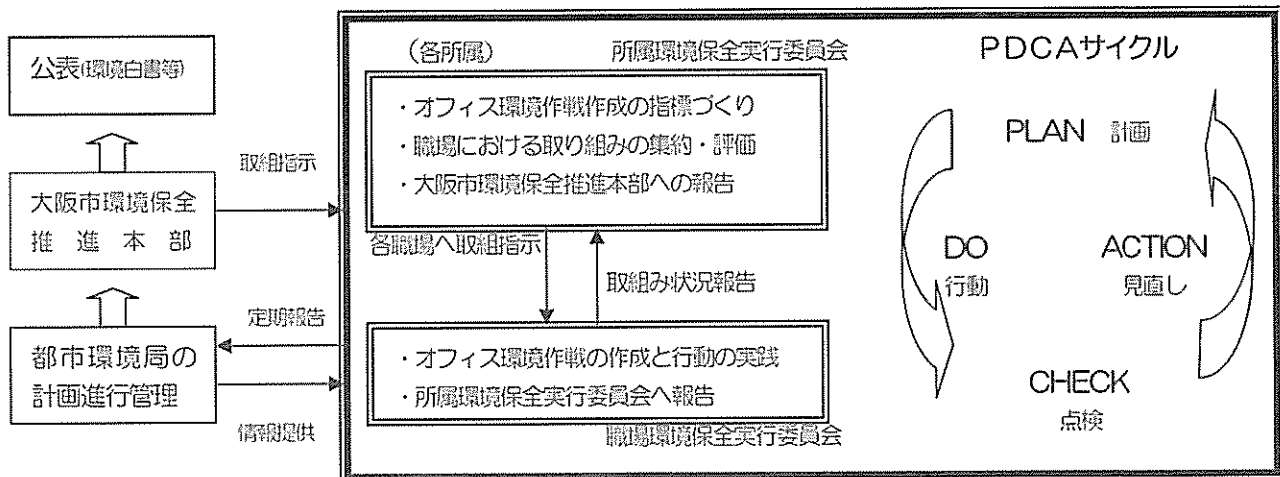 公表(環境白書等)
取組指示
大阪市環境保全
推進本部
定期報告
都市環境局の
計画進行管理
情報提供
(各所属)
所属環境保全実行委員会
・オフィス環境作戦作成の指標づくり
・職場における取り組みの集約・評価
・大阪市環境保全推進本部への報告
各職場へ取組指示
取組み状況報告
・オフィス環境作戦の作成と行動の実践
・所属環境保全実行委員会へ報告
職場環境保全実行委員会
PDCAサイクル
PLAN 計画
DO
行動
ACTION
見直し
CHECK
点検